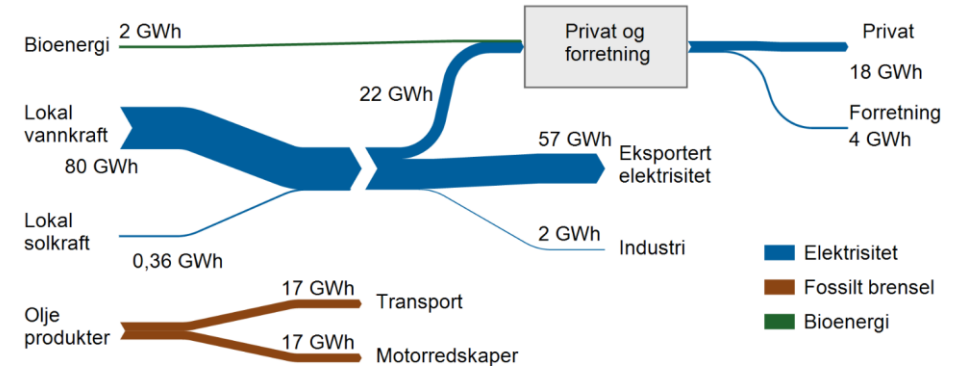 2 GWh
Bioenergi
Privat og
forretning
Privat
18 GWh
22 GWh
Lokal
vannkraft
80 GWh
Forretning
4 GWh
57 GWh
Eksportert
elektrisitet
Lokal
solkraft
0,36 GWh
2 GWh
Industri
Elektrisitet
Fossilt brensel
Bioenergi
17 GWh
Transport
Olje
produkter
17 GWh
Motorredskaper